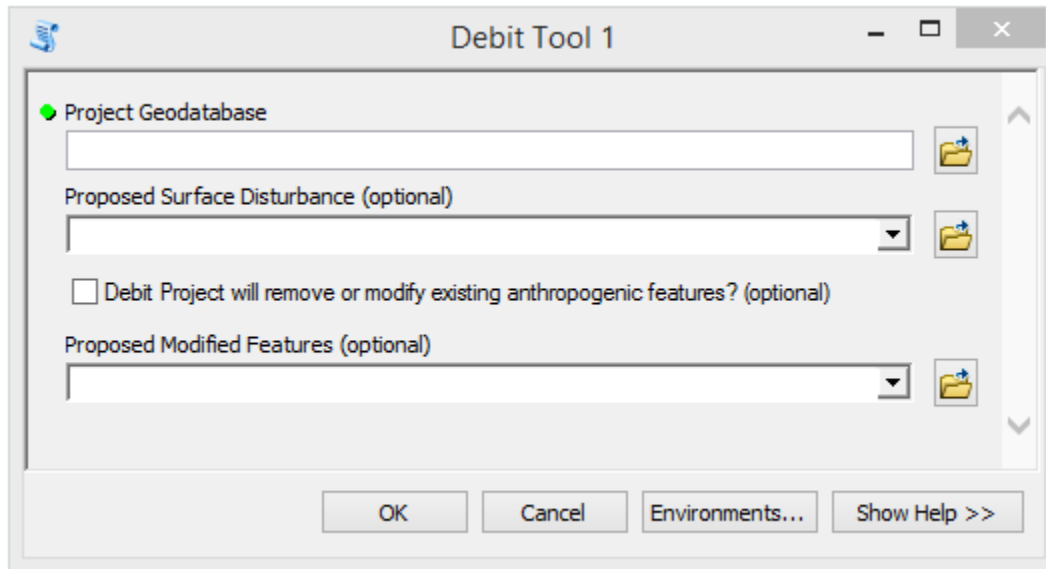 Debit Tool 1
Project Geodatabase
Proposed Surface Disturbance (optional)
Debit Project will remove or modify existing anthropogenic features? (optional)
Proposed Modified Features (optional)
OK Cancel Environments... Show Help >>